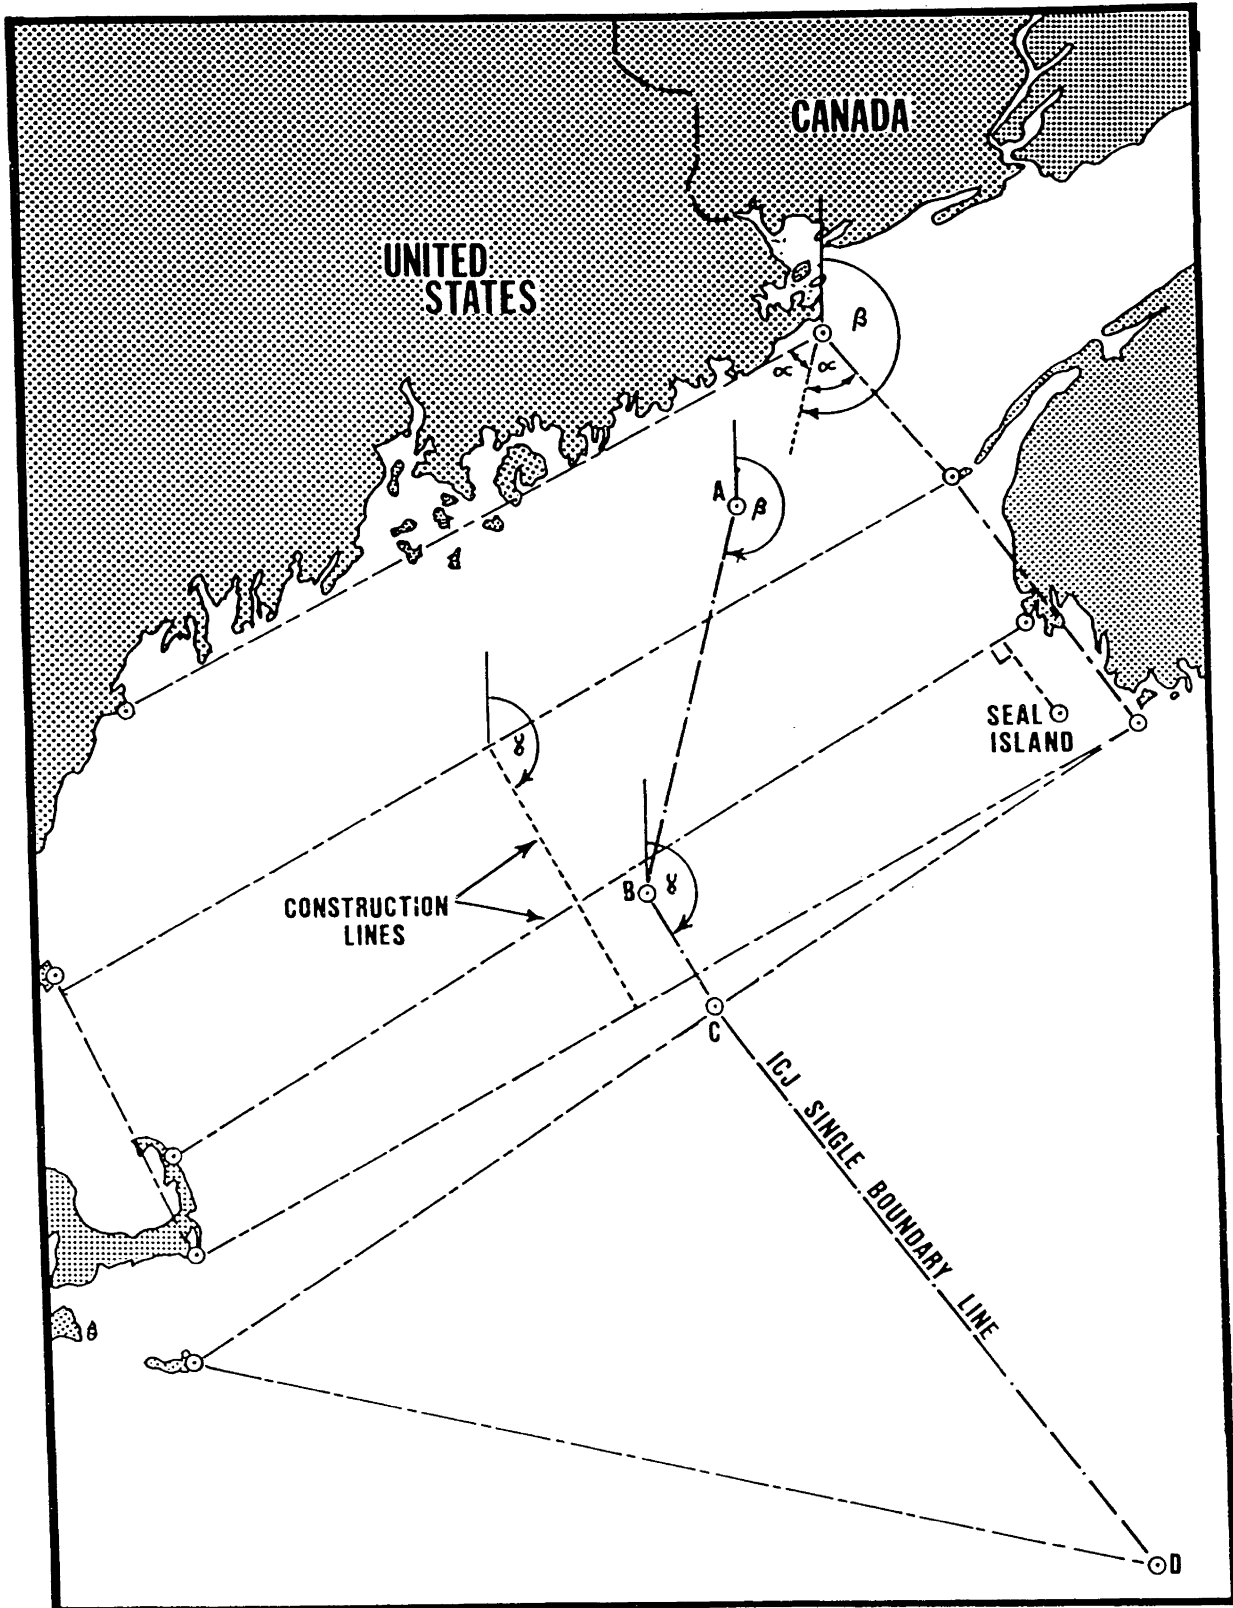 CANADA
UNITED
STATES
β
α
α
A
β
SEAL
ISLAND
γ
B
γ
CONSTRUCTION
LINES
C
ICJ SINGLE BOUNDARY LINE
D